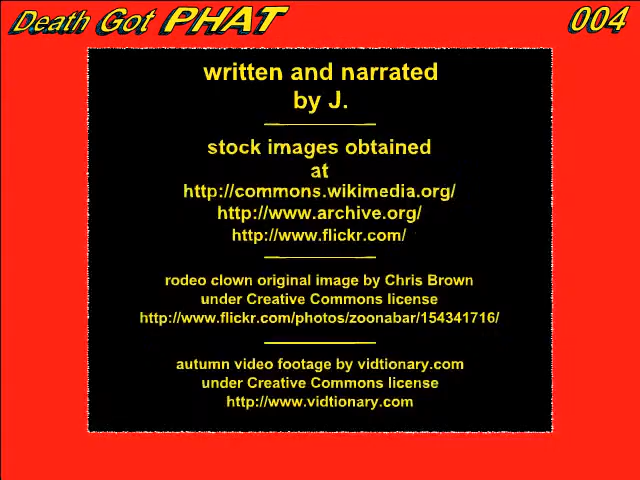 Death Got PHAT 004
written and narrated
by J.
stock images obtained
at
http://commons.wikimedia.org/
http://www.archive.org/
http://www.flickr.com/
rodeo clown original image by Chris Brown
under Creative Commons license
http://www.flickr.com/photos/zoonabar/154341716/
autumn video footage by vidtionary.com
under Creative Commons license
http://www.vidtionary.com